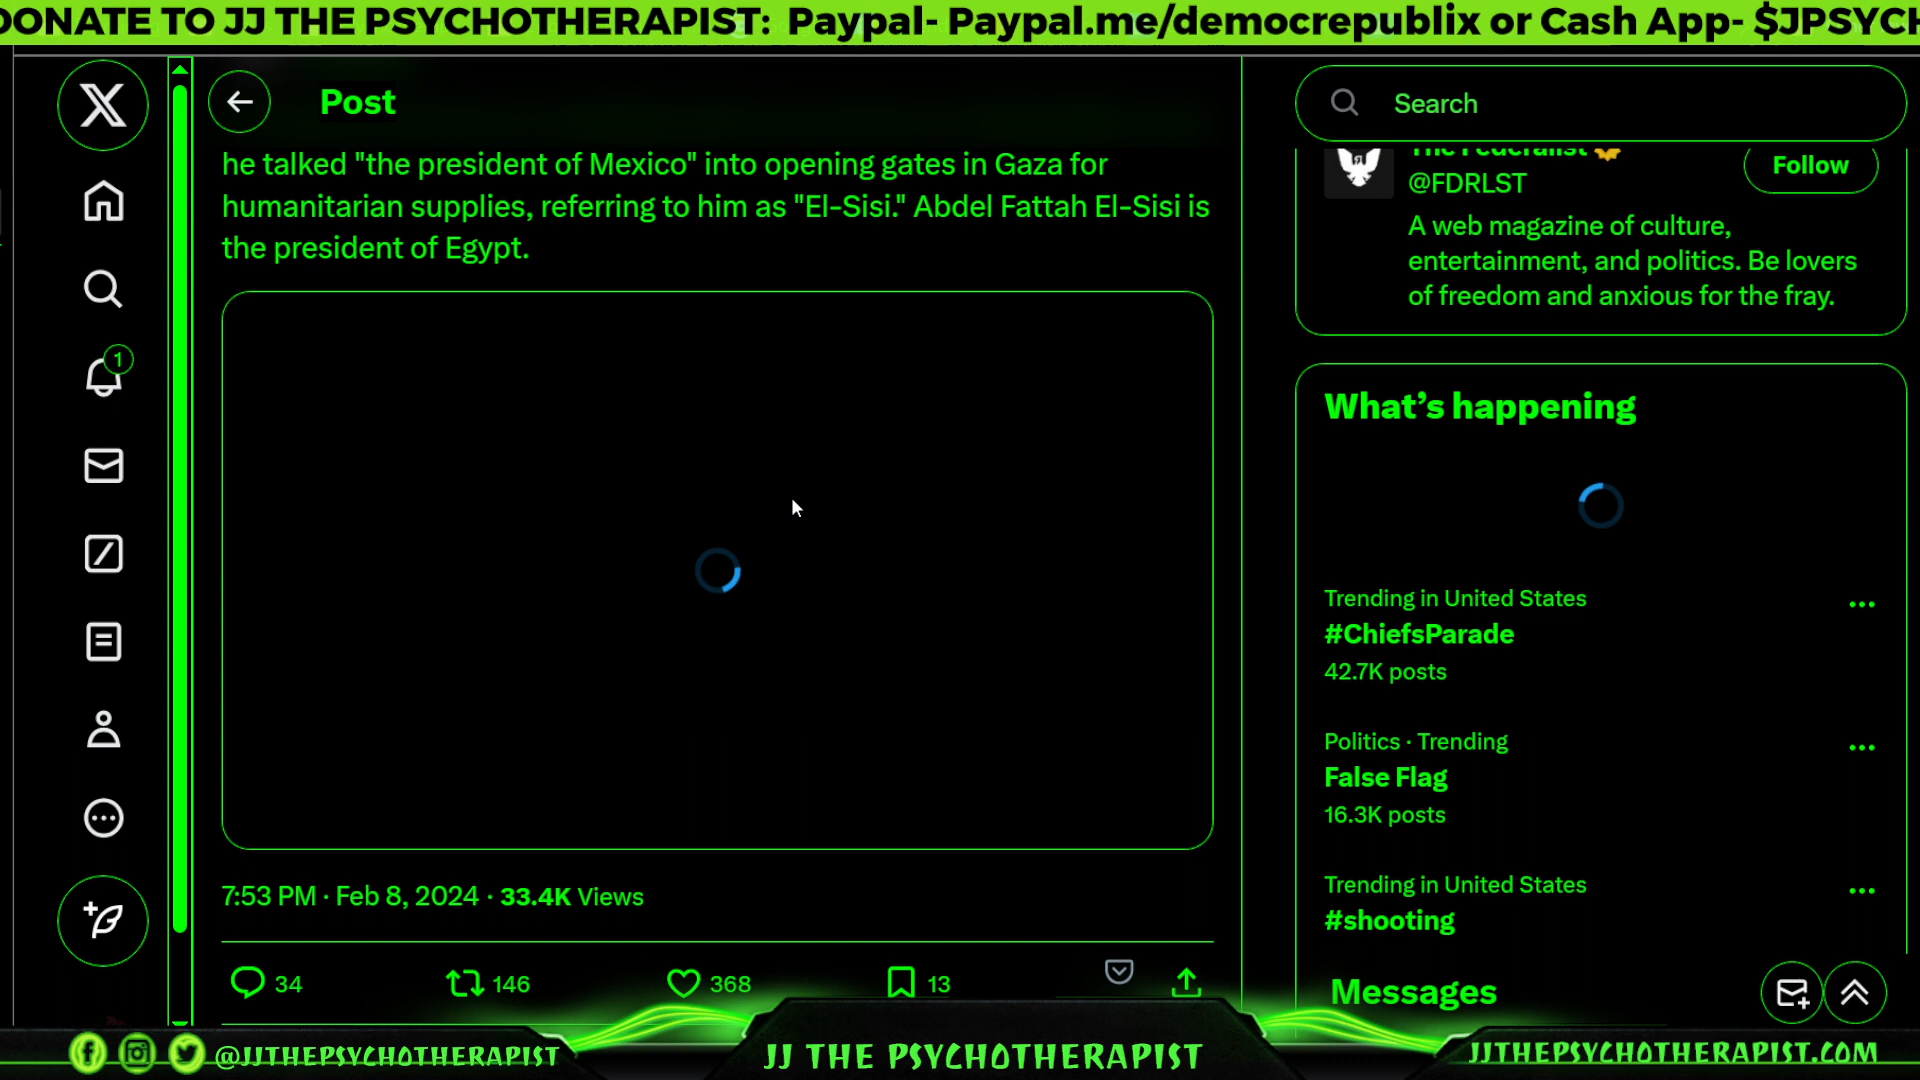 DONATE TO JJ THE PSYCHOTHERAPIST: Paypal- Paypal.me/democrepublix or Cash App- $JPSYCH
Post
he talked "the president of Mexico" into opening gates in Gaza for
humanitarian supplies, referring to him as "El-Sisi." Abdel Fattah El-Sisi is
the president of Egypt.
7:53 PM · Feb 8, 2024 · 33.4K Views
34
146
368
13
1
Search
The Federalist
@FDRLST
Follow
A web magazine of culture,
entertainment, and politics. Be lovers
of freedom and anxious for the fray.
What’s happening
Trending in United States
#ChiefsParade
42.7K posts
Politics · Trending
False Flag
16.3K posts
Trending in United States
#shooting
Messages
@JJTHEPSYCHOTHERAPIST
JJ THE PSYCHOTHERAPIST
JJTHEPSYCHOTHERAPIST.COM